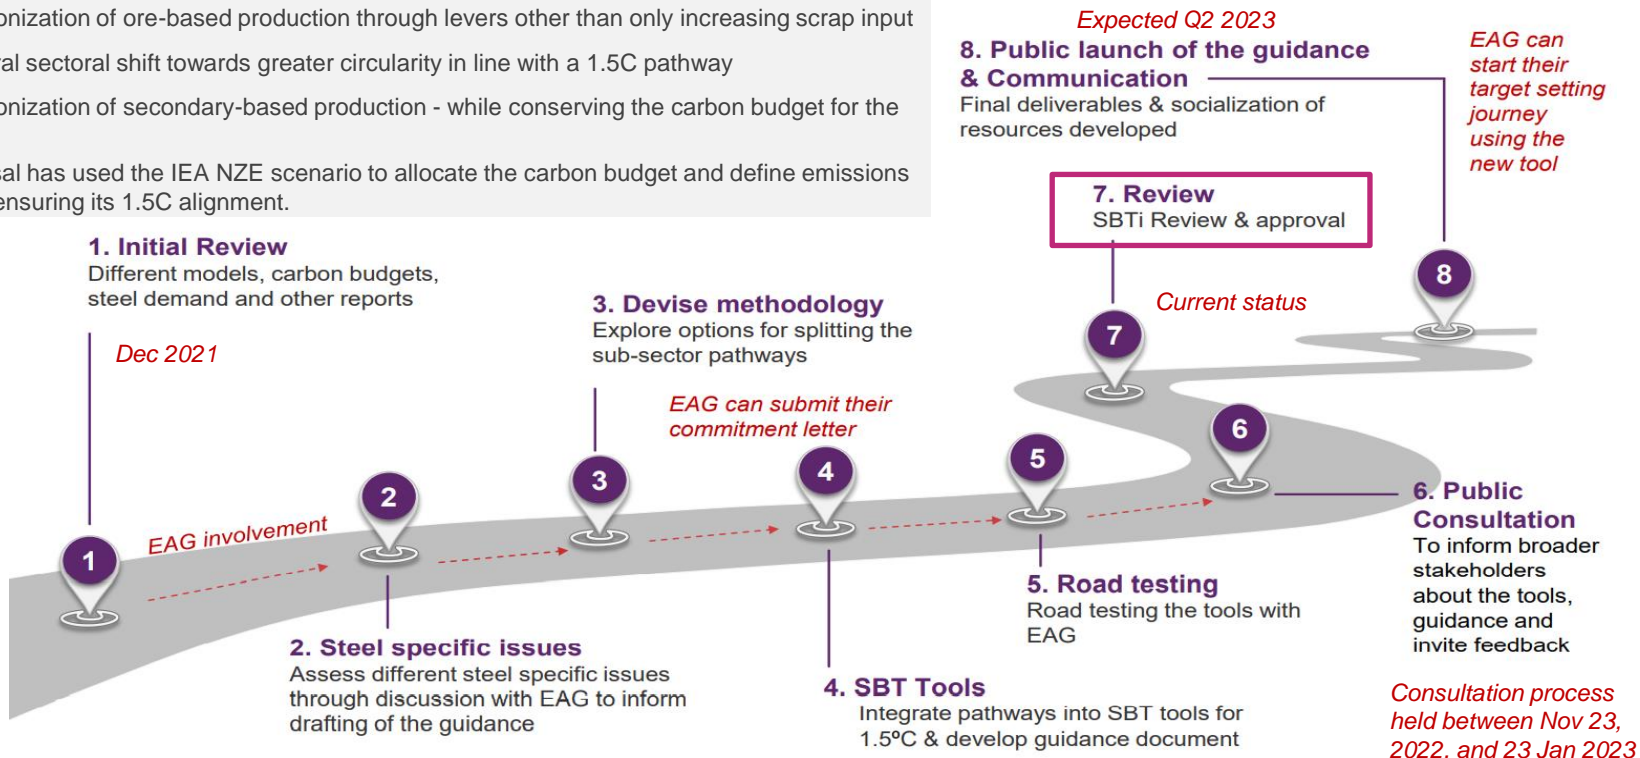 onization of ore-based production through levers other than only increasing scrap input
ral sectoral shift towards greater circularity in line with a 1.5C pathway
onization of secondary-based production - while conserving the carbon budget for the
sal has used the IEA NZE scenario to allocate the carbon budget and define emissions
ensuring its 1.5C alignment.
Expected Q2 2023
8. Public launch of the guidance
& Communication
Final deliverables & socialization of
resources developed
EAG can
start their
target setting
journey
using the
new tool
7. Review
SBTi Review & approval
1. Initial Review
Different models, carbon budgets,
steel demand and other reports
Dec 2021
3. Devise methodology
Explore options for splitting the
sub-sector pathways
Current status
8
7
EAG can submit their
commitment letter
6
5
4
3
2
1
EAG involvement
6. Public
Consultation
To inform broader
stakeholders
about the tools,
guidance and
invite feedback
5. Road testing
Road testing the tools with
EAG
2. Steel specific issues
Assess different steel specific issues
through discussion with EAG to inform
drafting of the guidance
4. SBT Tools
Integrate pathways into SBT tools for
1.5ºC & develop guidance document
Consultation process
held between Nov 23,
2022. and 23 Jan 2023